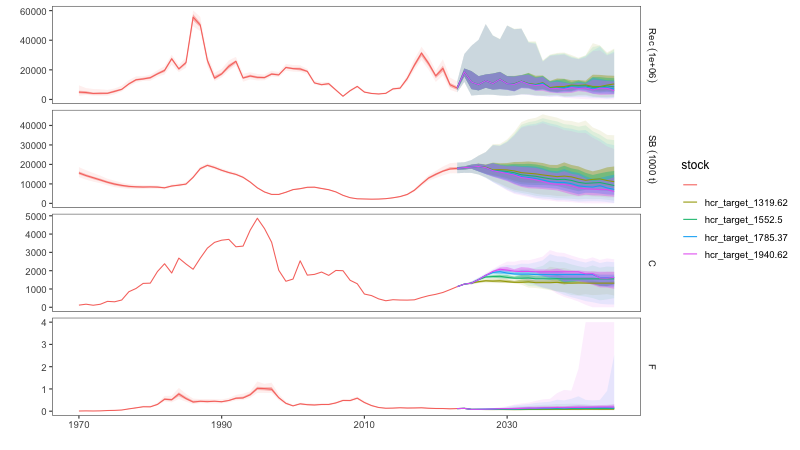 60000
40000
20000
0
Rec (1e+06)
40000
30000
20000
10000
0
SB (1000 t)
5000
4000
3000
2000
1000
0
C
4
3
2
1
0
F
1970
1990
2010
2030
stock
hcr_target_1319.62
hcr_target_1552.5
hcr_target_1785.37
hcr_target_1940.62